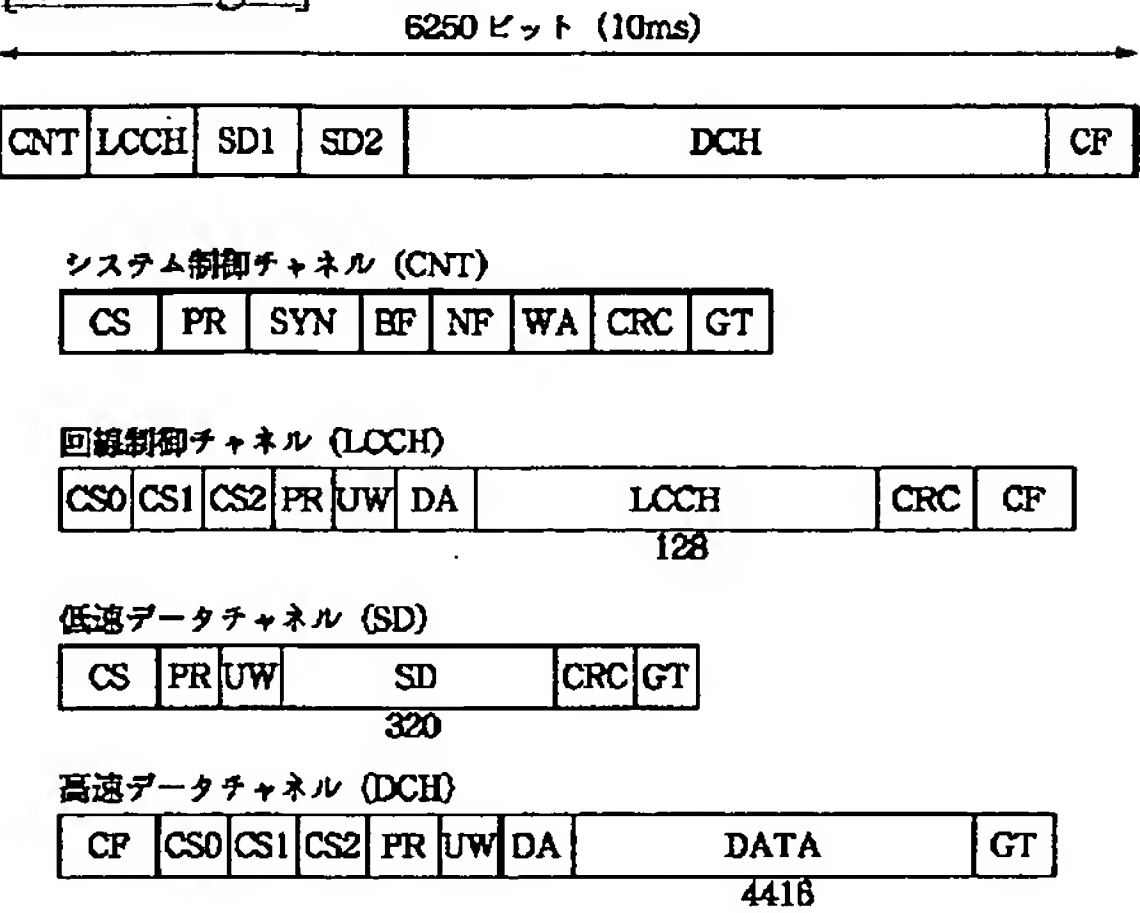 6250 ビット (10ms)
CNT LCCH SD1 SD2 DCH CF
システム制御チャネル (CNT)
CS PR SYN BF NF WA CRC GT
回線制御チャネル (LCCH)
CS0 CS1 CS2 PR UW DA LCCH CRC CF
128
低速データチャネル (SD)
CS PR UW SD CRC GT
320
高速データチャネル (DCH)
CF CS0 CS1 CS2 PR UW DA DATA GT
4416